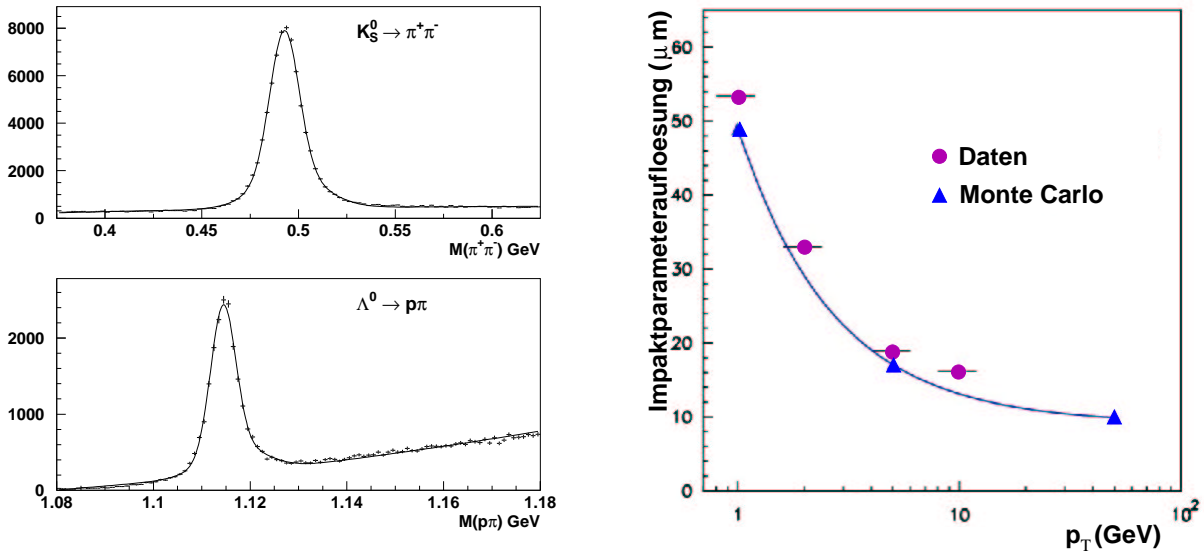 K⁰_S → π⁺π⁻
8000
6000
4000
2000
0
0.4 0.45 0.5 0.55 0.6
M(π⁺π⁻) GeV
Λ⁰ → pπ
2000
1000
0
1.08 1.1 1.12 1.14 1.16 1.18
M(pπ) GeV
Impaktparameteraufloesung (μm)
60
50
40
30
20
10
0
Daten
Monte Carlo
1 10 10²
p_T (GeV)